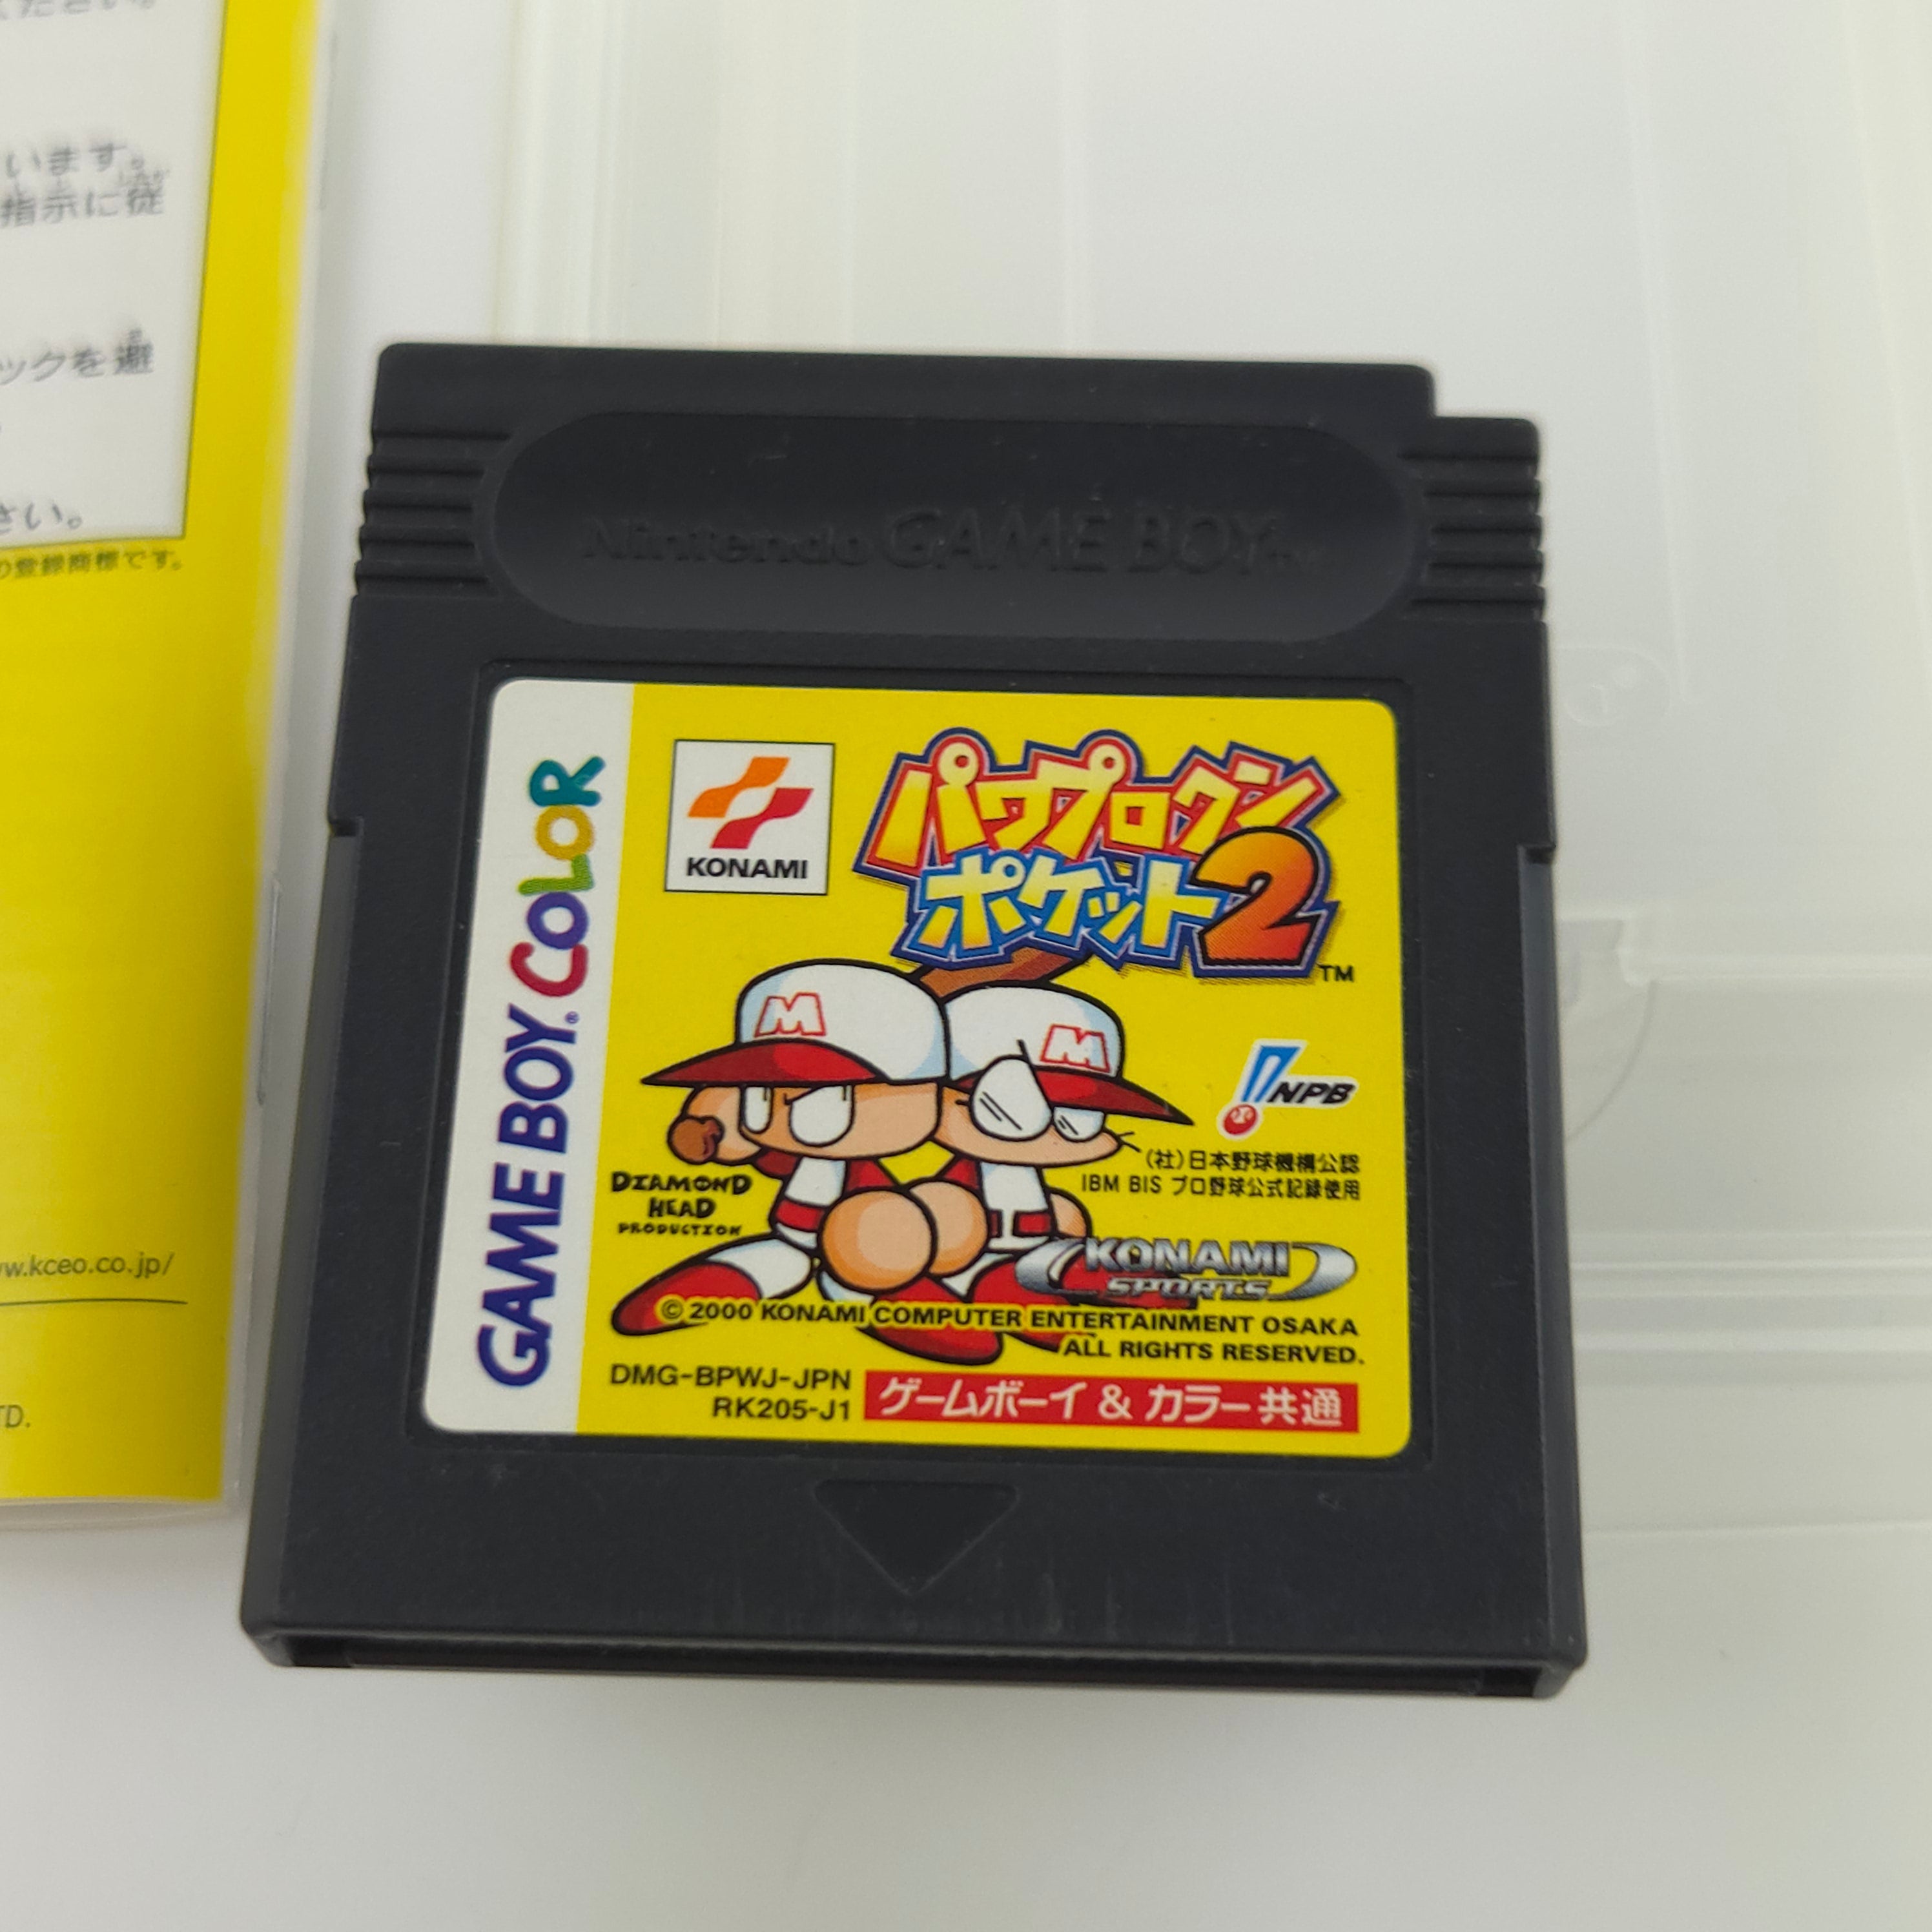 ください。
います。
指示に従
ックを避
さい。
の登録商標です。
ww.kceo.co.jp/
TD.
Nintendo GAME BOY
GAME BOY COLOR
KONAMI
パワプロクン
ポケット2
TM
M
M
NPB
(社)日本野球機構公認
IBM BIS プロ野球公式記録使用
DIAMOND
HEAD
PRODUCTION
KONAMI
SPORTS
© 2000 KONAMI COMPUTER ENTERTAINMENT OSAKA
ALL RIGHTS RESERVED.
DMG-BPWJ-JPN
RK205-J1
ゲームボーイ & カラー共通